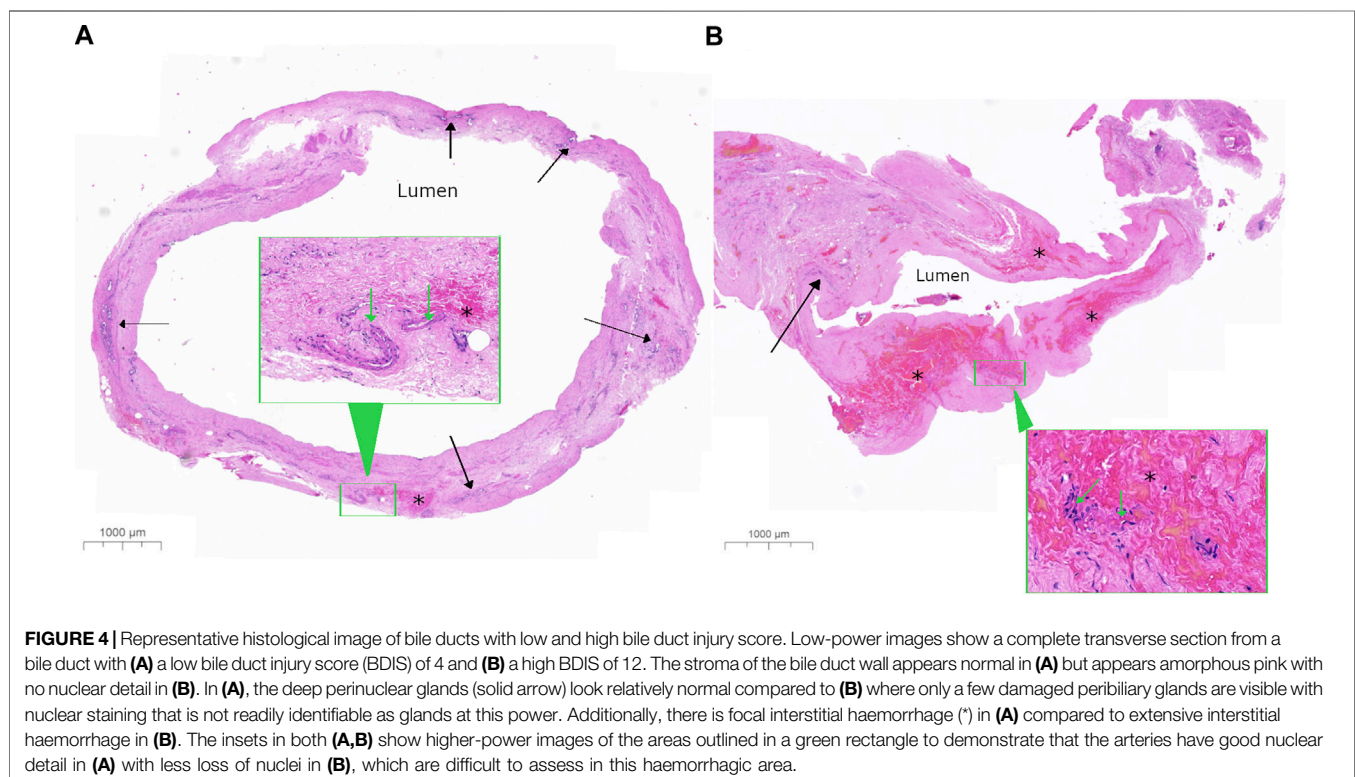 A
B
Lumen
Lumen
*
*
*
*
*
*
1000 µm
1000 µm
FIGURE 4 | Representative histological image of bile ducts with low and high bile duct injury score. Low-power images show a complete transverse section from a
bile duct with (A) a low bile duct injury score (BDIS) of 4 and (B) a high BDIS of 12. The stroma of the bile duct wall appears normal in (A) but appears amorphous pink with
no nuclear detail in (B). In (A), the deep perinuclear glands (solid arrow) look relatively normal compared to (B) where only a few damaged peribiliary glands are visible with
nuclear staining that is not readily identifiable as glands at this power. Additionally, there is focal interstitial haemorrhage (*) in (A) compared to extensive interstitial
haemorrhage in (B). The insets in both (A,B) show higher-power images of the areas outlined in a green rectangle to demonstrate that the arteries have good nuclear
detail in (A) with less loss of nuclei in (B), which are difficult to assess in this haemorrhagic area.